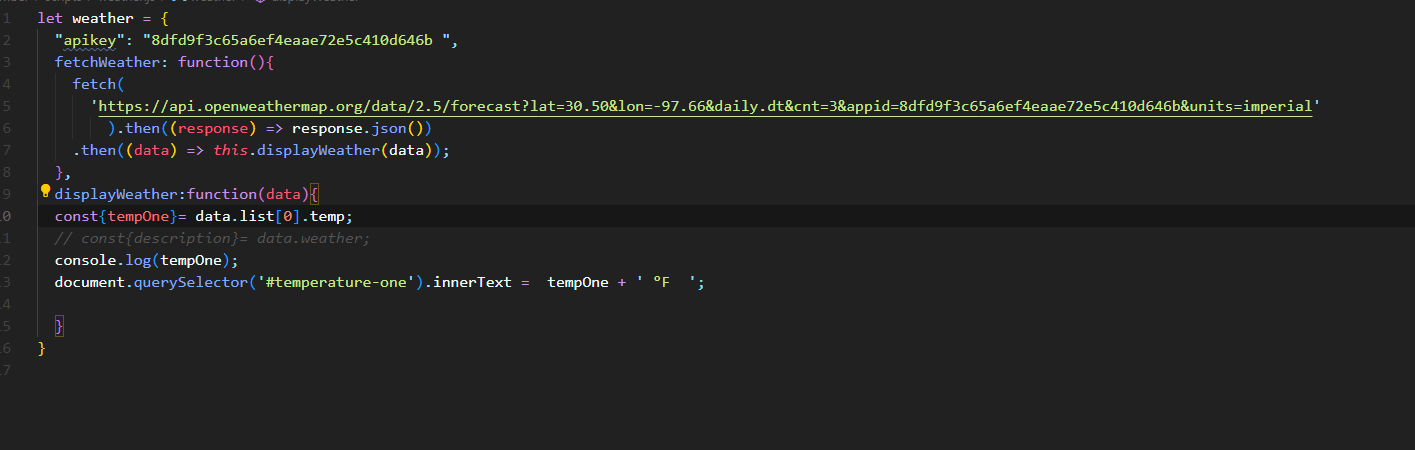 1 let weather = {
2 "apikey": "8dfd9f3c65a6ef4eaae72e5c410d646b ",
3 fetchWeather: function(){
4 fetch(
5 'https://api.openweathermap.org/data/2.5/forecast?lat=30.50&lon=-97.66&daily.dt&cnt=3&appid=8dfd9f3c65a6ef4eaae72e5c410d646b&units=imperial'
6 ).then((response) => response.json())
7 .then((data) => this.displayWeather(data));
8 },
9 displayWeather:function(data){
10 const{tempOne}= data.list[0].temp;
11 // const{description}= data.weather;
12 console.log(tempOne);
13 document.querySelector('#temperature-one').innerText =  tempOne + ' °F  ';
14
15 }
16 }
17